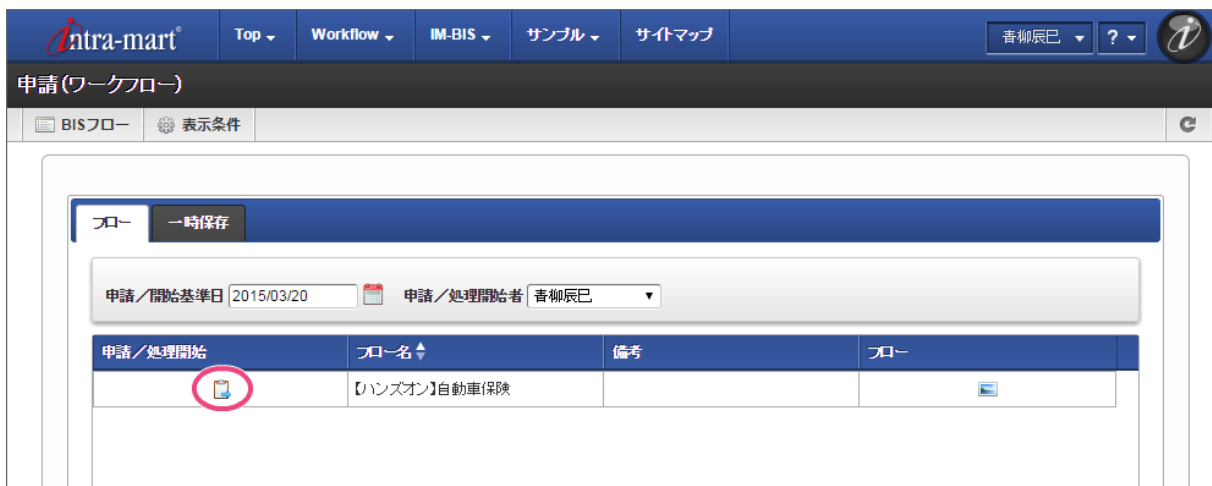 intra-mart® Top Workflow IM-BIS サンプル サイトマップ 青柳辰巳 ?
申請(ワークフロー)
BISフロー 表示条件
フロー 一時保存
申請／開始基準日 2015/03/20 申請／処理開始者 青柳辰巳
申請／処理開始 フロー名 備考 フロー
【ハンズオン】自動車保険